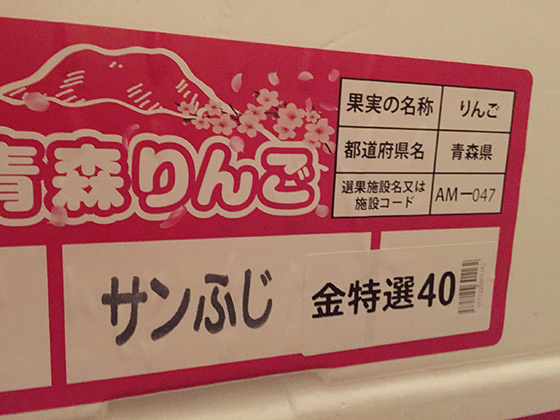 青森りんご
果実の名称 りんご
都道府県名 青森県
選果施設名又は
施設コード AM-047
サンふじ
金特選40